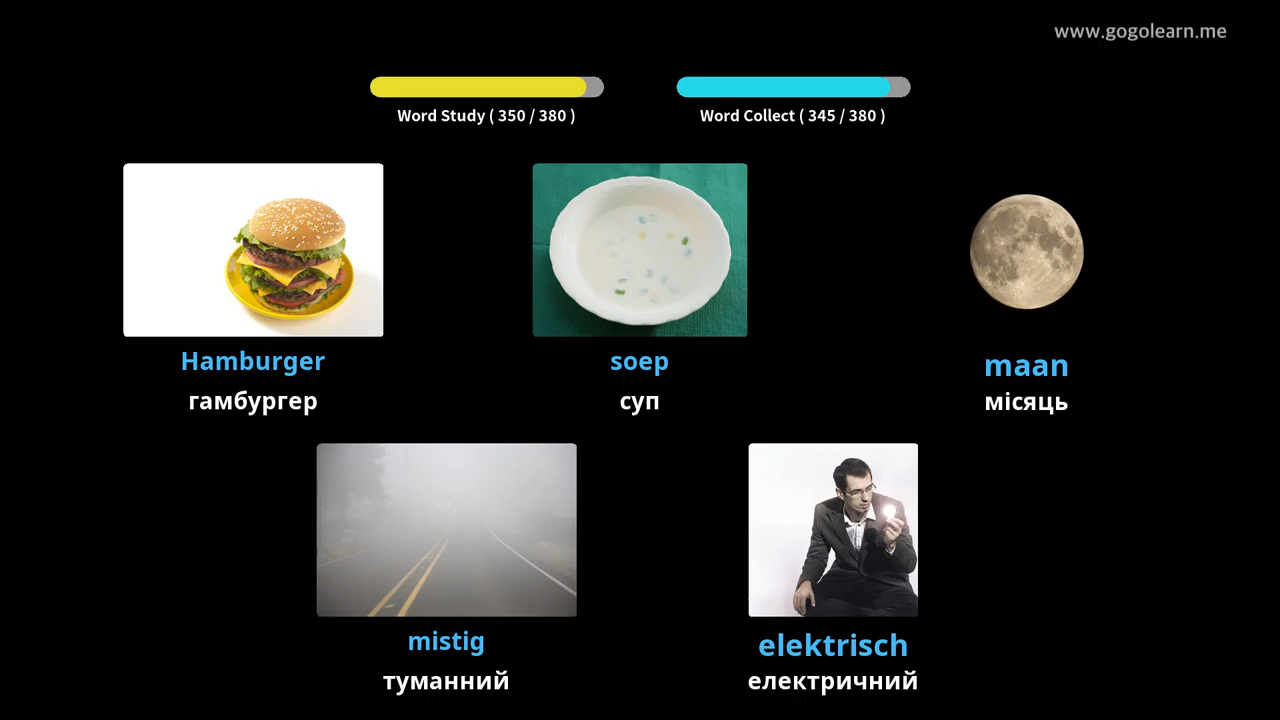 www.gogolearn.me
Word Study ( 350 / 380 )
Word Collect ( 345 / 380 )
Hamburger
гамбургер
soep
суп
maan
місяць
mistig
туманний
elektrisch
електричний